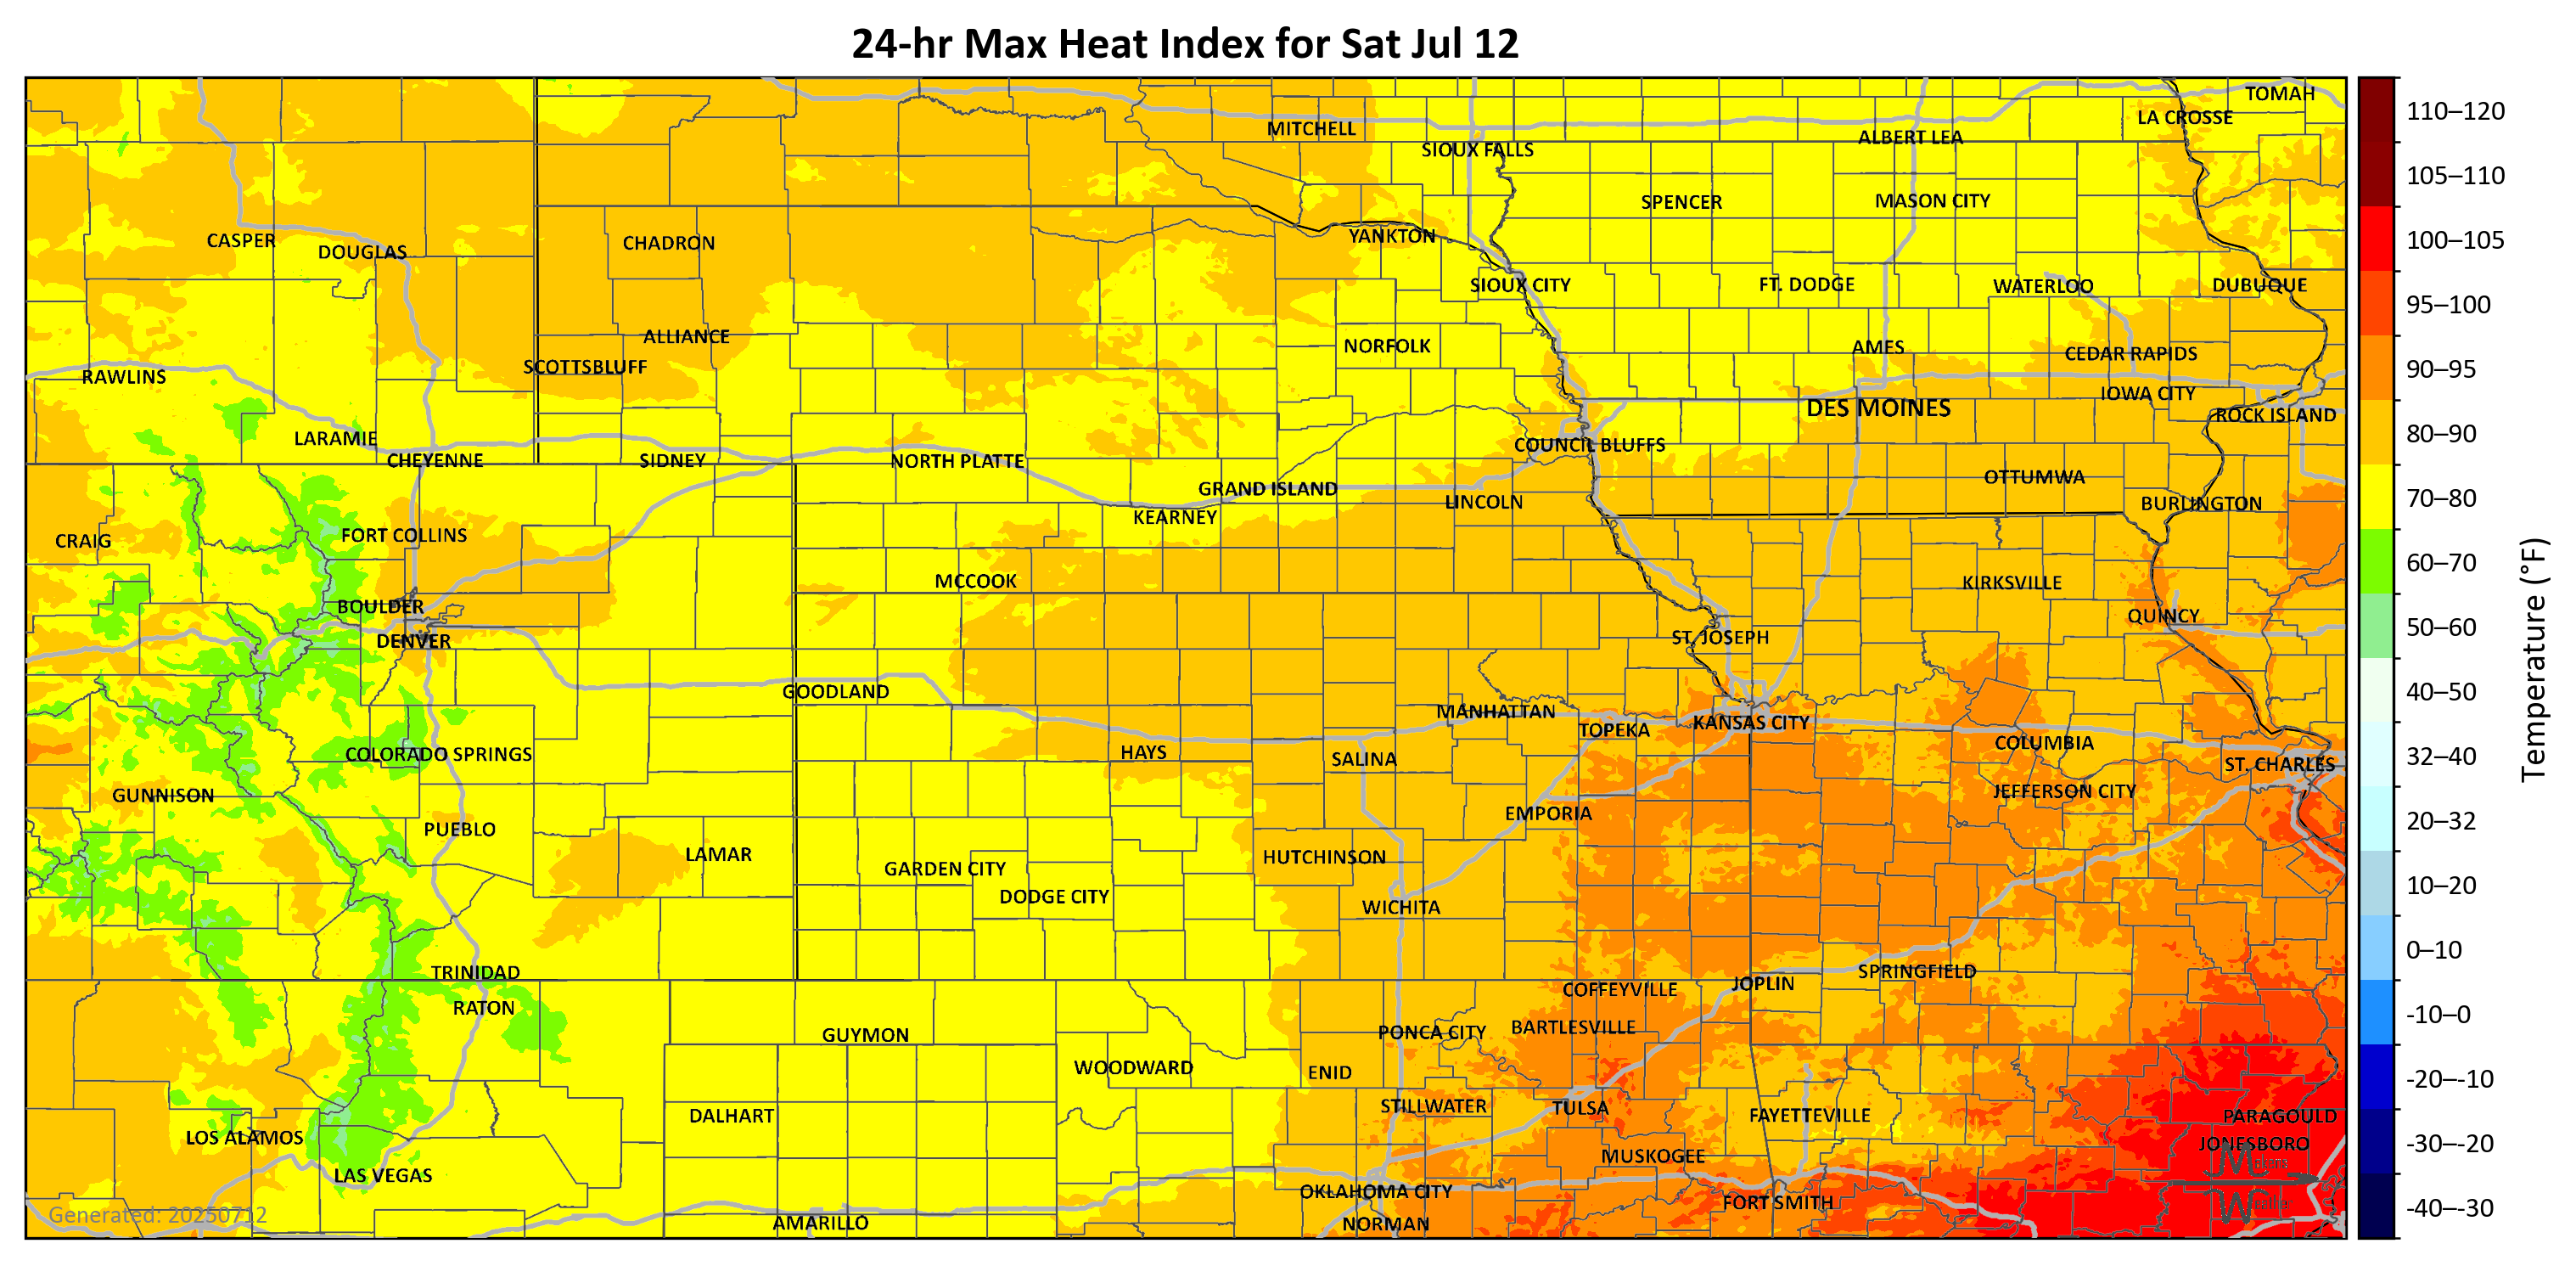 24-hr Max Heat Index for Sat Jul 12
TOMAH
LA CROSSE
MITCHELL
ALBERT LEA
SIOUX FALLS
SPENCER
MASON CITY
CASPER
DOUGLAS
CHADRON
YANKTON
SIOUX CITY
FT. DODGE
WATERLOO
DUBUQUE
ALLIANCE
NORFOLK
AMES
CEDAR RAPIDS
SCOTTSBLUFF
RAWLINS
IOWA CITY
DES MOINES
ROCK ISLAND
LARAMIE
COUNCIL BLUFFS
CHEYENNE
SIDNEY
NORTH PLATTE
OTTUMWA
GRAND ISLAND
LINCOLN
BURLINGTON
KEARNEY
FORT COLLINS
CRAIG
MCCOOK
KIRKSVILLE
BOULDER
QUINCY
DENVER
ST. JOSEPH
GOODLAND
MANHATTAN
KANSAS CITY
TOPEKA
COLUMBIA
COLORADO SPRINGS
HAYS
SALINA
ST. CHARLES
GUNNISON
JEFFERSON CITY
EMPORIA
PUEBLO
LAMAR
HUTCHINSON
GARDEN CITY
DODGE CITY
WICHITA
TRINIDAD
SPRINGFIELD
JOPLIN
COFFEYVILLE
RATON
BARTLESVILLE
PONCA CITY
GUYMON
WOODWARD
ENID
STILLWATER
TULSA
DALHART
FAYETTEVILLE
PARAGOULD
LOS ALAMOS
JONESBORO
MUSKOGEE
LAS VEGAS
OKLAHOMA CITY
FORT SMITH
AMARILLO
NORMAN
Generated: 20250712
110–120
105–110
100–105
95–100
90–95
80–90
70–80
60–70
50–60
40–50
32–40
20–32
10–20
0–10
-10–0
-20–-10
-30–-20
-40–-30
Temperature (°F)